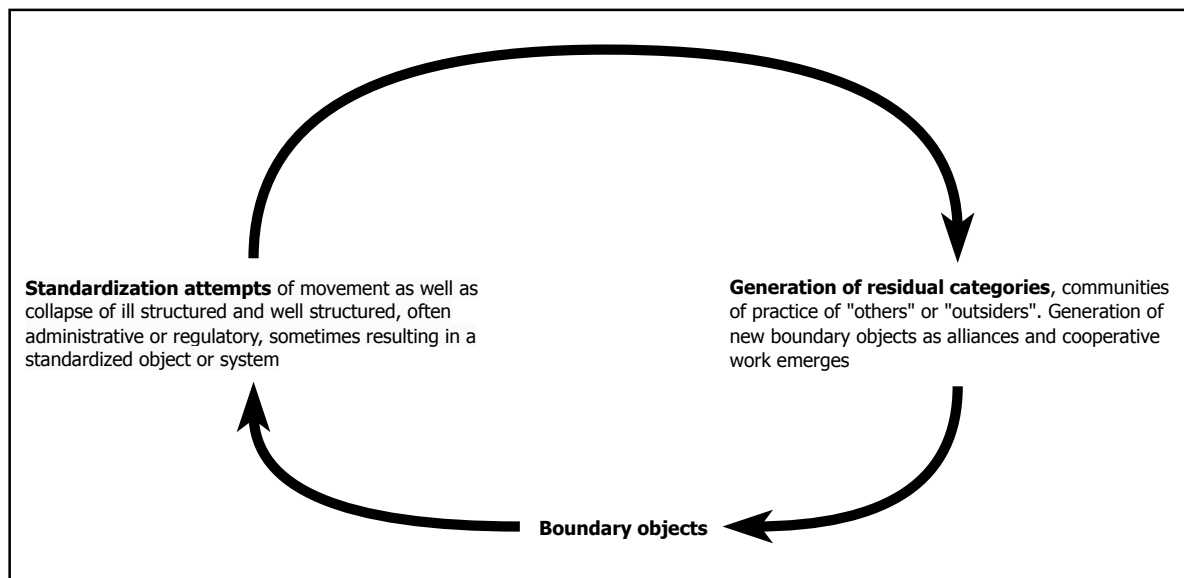 Standardization attempts of movement as well as
collapse of ill structured and well structured, often
administrative or regulatory, sometimes resulting in a
standardized object or system
Generation of residual categories, communities
of practice of "others" or "outsiders". Generation of
new boundary objects as alliances and cooperative
work emerges
Boundary objects